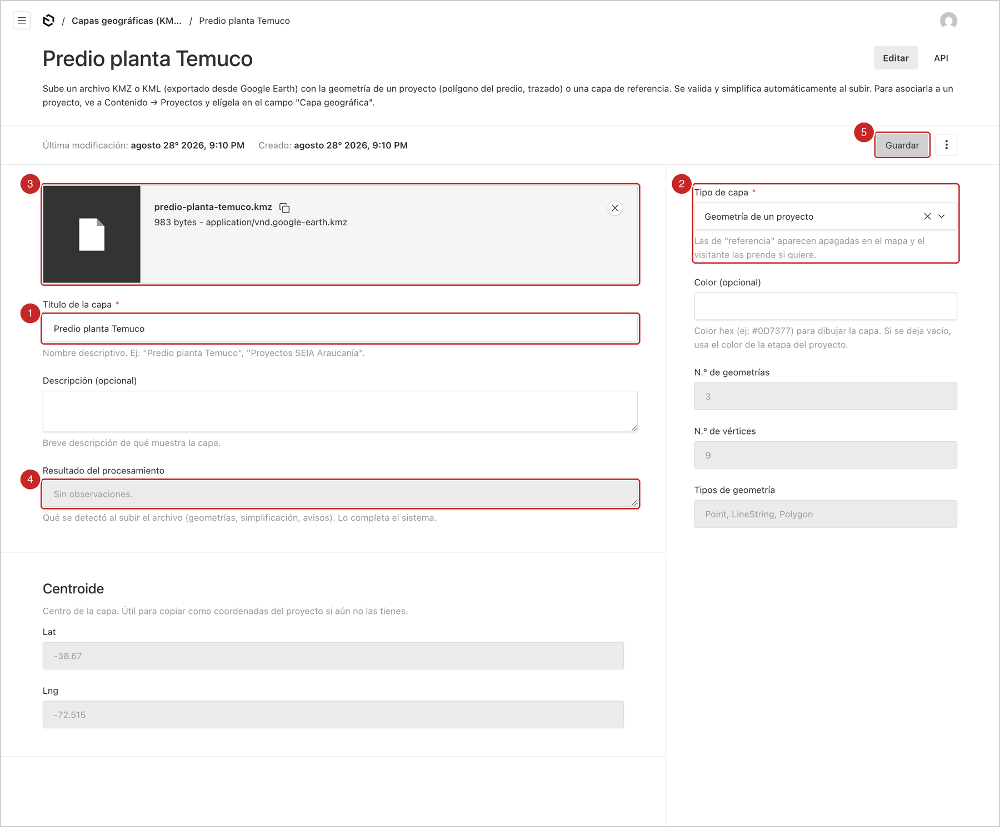 / Capas geográficas (KM... / Predio planta Temuco
Predio planta Temuco
Editar API
Sube un archivo KMZ o KML (exportado desde Google Earth) con la geometría de un proyecto (polígono del predio, trazado) o una capa de referencia. Se valida y simplifica automáticamente al subir. Para asociarla a un
proyecto, ve a Contenido → Proyectos y elígela en el campo "Capa geográfica".
Última modificación: agosto 28º 2026, 9:10 PM Creado: agosto 28º 2026, 9:10 PM
5
Guardar
3
predio-planta-temuco.kmz
983 bytes - application/vnd.google-earth.kmz
1
Título de la capa *
Predio planta Temuco
Nombre descriptivo. Ej: "Predio planta Temuco", "Proyectos SEIA Araucanía".
Descripción (opcional)
Breve descripción de qué muestra la capa.
4
Resultado del procesamiento
Sin observaciones.
Qué se detectó al subir el archivo (geometrías, simplificación, avisos). Lo completa el sistema.
Centroide
Centro de la capa. Útil para copiar como coordenadas del proyecto si aún no las tienes.
Lat
-38.67
Lng
-72.515
2
Tipo de capa *
Geometría de un proyecto
Las de "referencia" aparecen apagadas en el mapa y el
visitante las prende si quiere.
Color (opcional)
Color hex (ej: #0D7377) para dibujar la capa. Si se deja vacío,
usa el color de la etapa del proyecto.
N.º de geometrías
3
N.º de vértices
9
Tipos de geometría
Point, LineString, Polygon